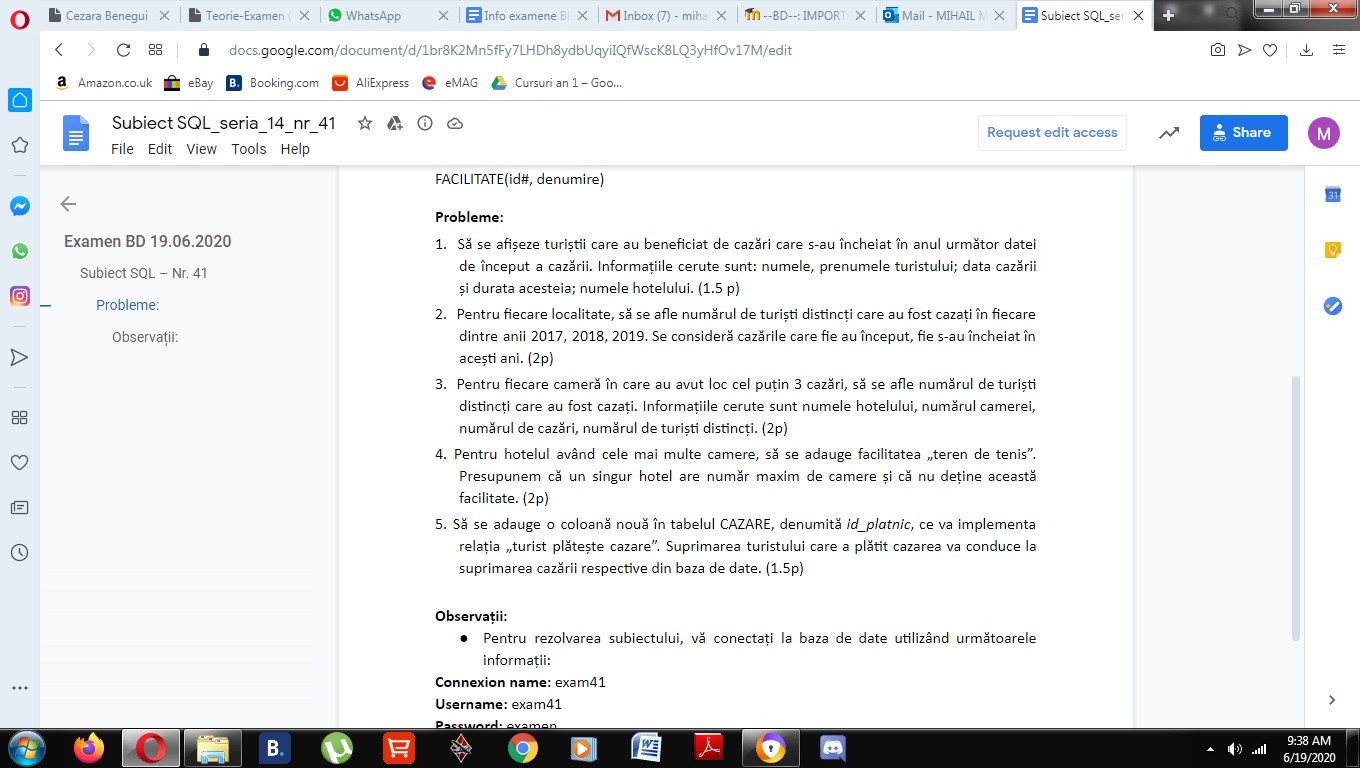 Cezara Benegui
Teorie-Examen (
WhatsApp
Info examene BD
Inbox (7) - miha
--BD--: IMPORT
Mail - MIHAIL M
Subiect SQL_ser
docs.google.com/document/d/1br8K2Mn5fFy7LHDh8ydbUqyiIQfWscK8LQ3yHfOv17M/edit
Amazon.co.uk
eBay
Booking.com
AliExpress
eMAG
Cursuri an 1 – Goo...
Subiect SQL_seria_14_nr_41
File Edit View Tools Help
Request edit access
Share
M
31
Examen BD 19.06.2020
Subiect SQL – Nr. 41
Probleme:
Observații:
FACILITATE(id#, denumire)
Probleme:
1. Să se afișeze turiștii care au beneficiat de cazări care s-au încheiat în anul următor datei
de început a cazării. Informațiile cerute sunt: numele, prenumele turistului; data cazării
și durata acesteia; numele hotelului. (1.5 p)
2. Pentru fiecare localitate, să se afle numărul de turiști distincți care au fost cazați în fiecare
dintre anii 2017, 2018, 2019. Se consideră cazările care fie au început, fie s-au încheiat în
acești ani. (2p)
3. Pentru fiecare cameră în care au avut loc cel puțin 3 cazări, să se afle numărul de turiști
distincți care au fost cazați. Informațiile cerute sunt numele hotelului, numărul camerei,
numărul de cazări, numărul de turiști distincți. (2p)
4. Pentru hotelul având cele mai multe camere, să se adauge facilitatea „teren de tenis”.
Presupunem că un singur hotel are număr maxim de camere și că nu deține această
facilitate. (2p)
5. Să se adauge o coloană nouă în tabelul CAZARE, denumită id_platnic, ce va implementa
relația „turist plătește cazare”. Suprimarea turistului care a plătit cazarea va conduce la
suprimarea cazării respective din baza de date. (1.5p)
Observații:
● Pentru rezolvarea subiectului, vă conectați la baza de date utilizând următoarele
informații:
Connexion name: exam41
Username: exam41
Password: examen
9:38 AM
6/19/2020